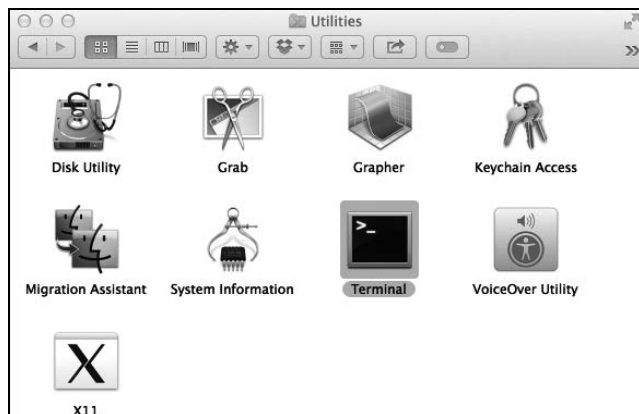 Utilities
Disk Utility
Grab
Grapher
Keychain Access
Migration Assistant
System Information
>_
Terminal
VoiceOver Utility
X
X11